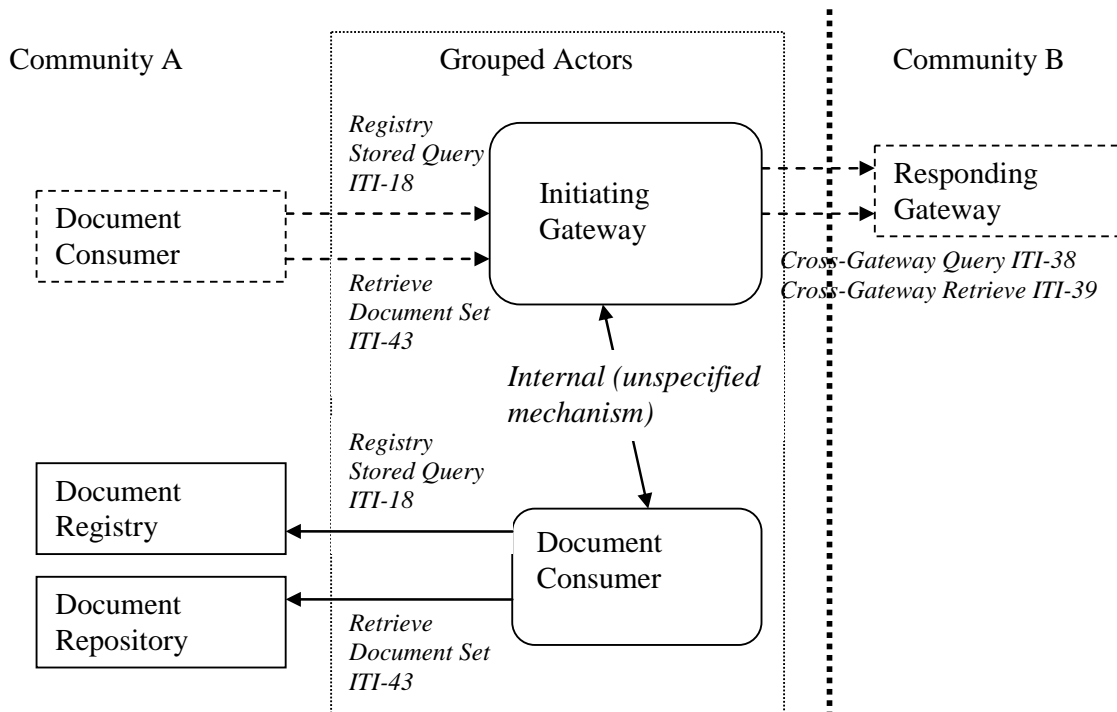 Community A
Grouped Actors
Community B
Registry
Stored Query
ITI-18
Document
Consumer
Initiating
Gateway
Responding
Gateway
Retrieve
Document Set
ITI-43
Cross-Gateway Query ITI-38
Cross-Gateway Retrieve ITI-39
Internal (unspecified
mechanism)
Registry
Stored Query
ITI-18
Document
Registry
Document
Consumer
Document
Repository
Retrieve
Document Set
ITI-43